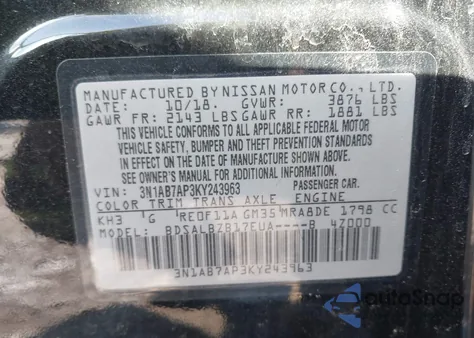 MANUFACTURED BY NISSAN MOTOR CO., LTD.
DATE: 10/18. GVWR: 3876 LBS
GAWR FR: 2143 LBS GAWR RR: 1881 LBS
THIS VEHICLE CONFORMS TO ALL APPLICABLE FEDERAL MOTOR
VEHICLE SAFETY, BUMPER, AND THEFT PREVENTION STANDARDS
IN EFFECT ON THE DATE OF MANUFACTURE SHOWN ABOVE.
SEE OWNER'S MANUAL FOR ADDITIONAL INFORMATION.
VIN: 3N1AB7AP3KY243963 PASSENGER CAR.
COLOR TRIM TRANS AXLE ENGINE
KH3 G RE0F11A GM35 MRA8DE 1798 CC
BDSALBZB17EUA----B 4Z000
3N1AB7AP3KY243963
autoSnap